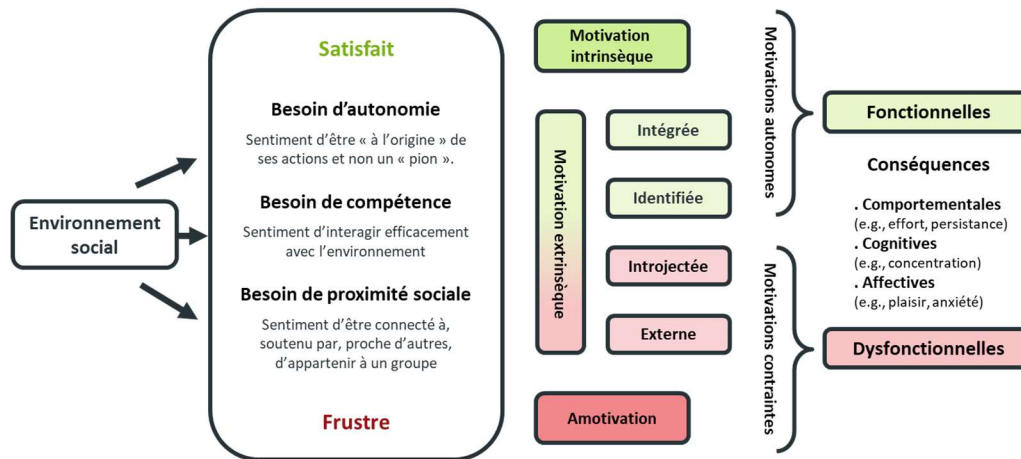 Environnement
social
Satisfait
Besoin d'autonomie
Sentiment d'être « à l'origine » de
ses actions et non un « pion ».
Besoin de compétence
Sentiment d'interagir efficacement
avec l'environnement
Besoin de proximité sociale
Sentiment d'être connecté à,
soutenu par, proche d'autres,
d'appartenir à un groupe
Frustre
Motivation
intrinsèque
Motivation extrinsèque
Intégrée
Identifiée
Introjectée
Externe
Amotivation
Motivations autonomes
Motivations contraintes
Fonctionnelles
Conséquences
. Comportementales
(e.g., effort, persistance)
. Cognitives
(e.g., concentration)
. Affectives
(e.g., plaisir, anxiété)
Dysfonctionnelles